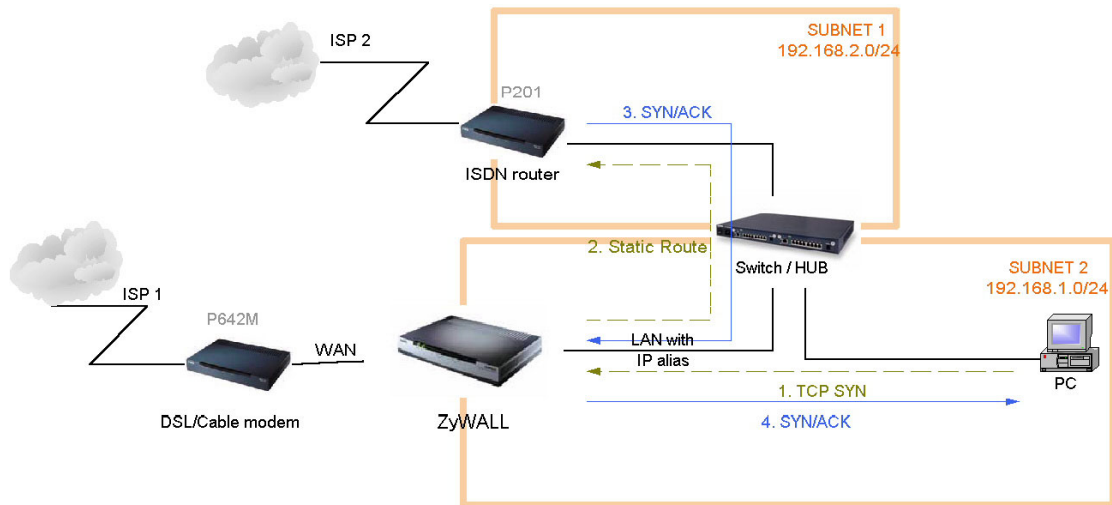 ISP 2
SUBNET 1
192.168.2.0/24
P201
3. SYN/ACK
ISDN router
2. Static Route
Switch / HUB
SUBNET 2
192.168.1.0/24
ISP 1
P642M
WAN
LAN with
IP alias
PC
1. TCP SYN
DSL/Cable modem
ZyWALL
4. SYN/ACK